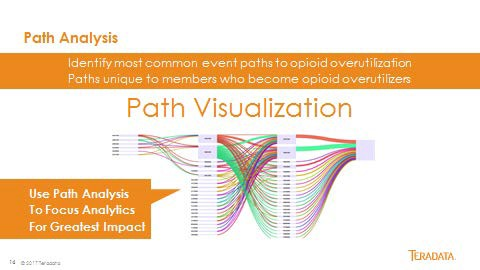 Path Analysis
Identify most common event paths to opioid overutilization
Paths unique to members who become opioid overutilizers
Path Visualization
Use Path Analysis
To Focus Analytics
For Greatest Impact
16 © 2017 Teradata
TERADATA.